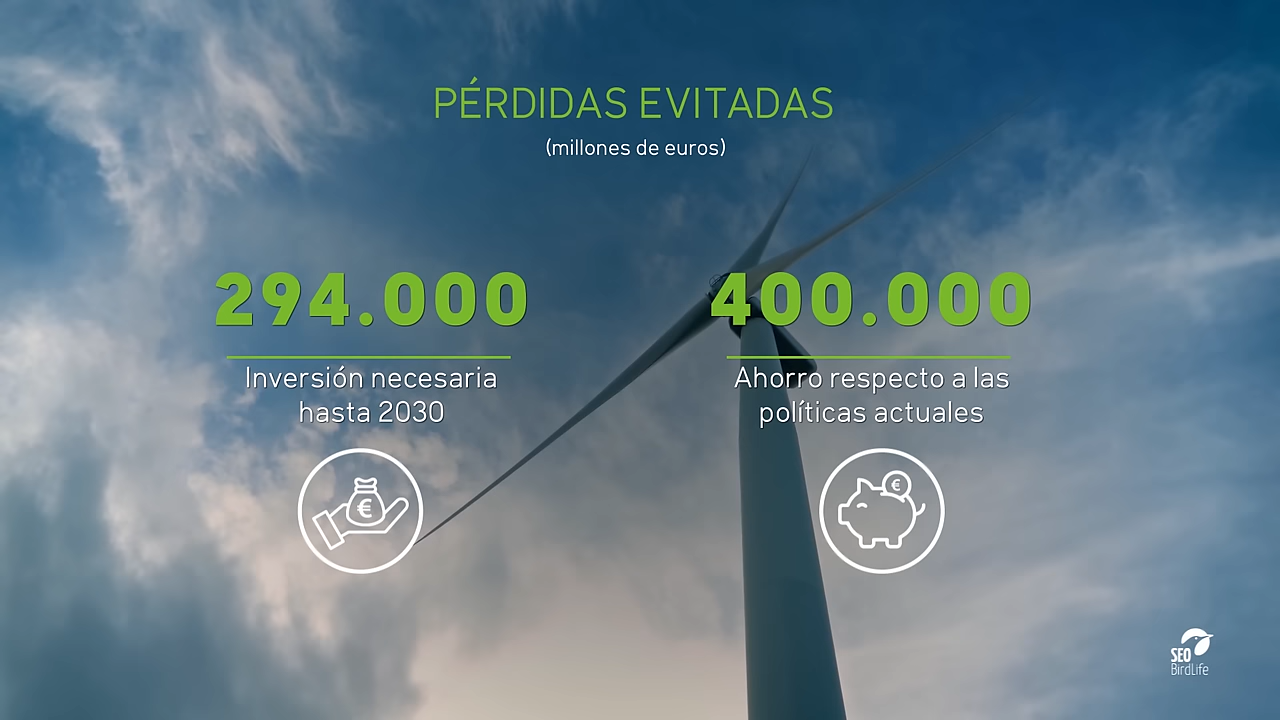 PÉRDIDAS EVITADAS
(millones de euros)
294.000
Inversión necesaria
hasta 2030
€
400.000
Ahorro respecto a las
políticas actuales
€
SEO
BirdLife